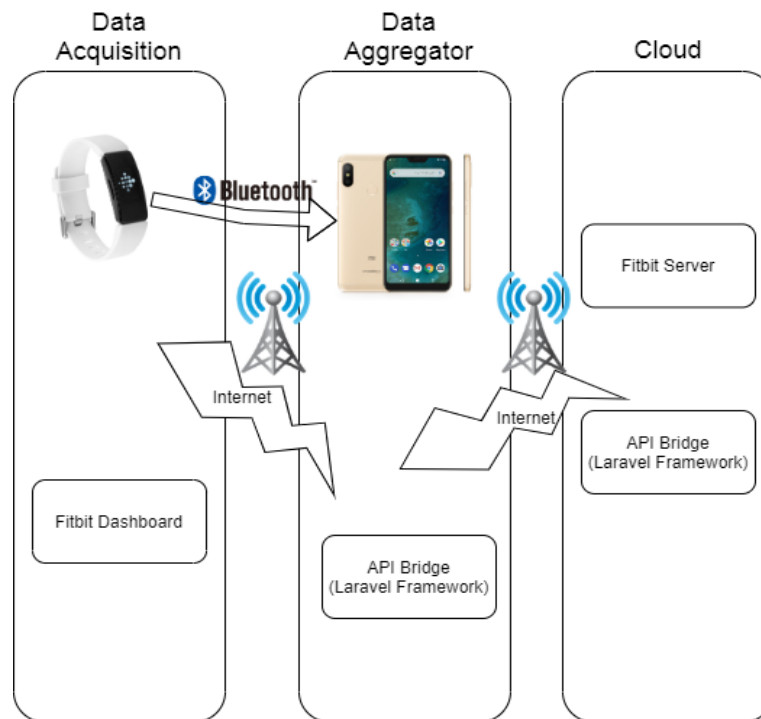 Data
Acquisition
Data
Aggregator
Cloud
Bluetooth™
Fitbit Server
Internet
Internet
API Bridge
(Laravel Framework)
Fitbit Dashboard
API Bridge
(Laravel Framework)